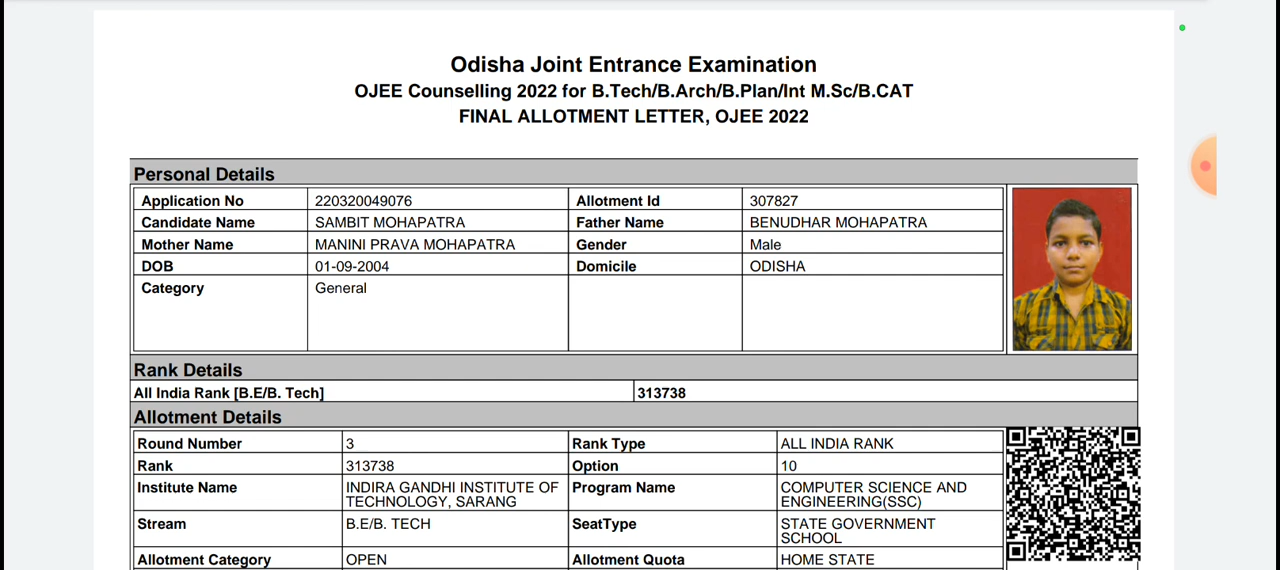 Odisha Joint Entrance Examination
OJEE Counselling 2022 for B.Tech/B.Arch/B.Plan/Int M.Sc/B.CAT
FINAL ALLOTMENT LETTER, OJEE 2022
Personal Details
Application No 220320049076 Allotment Id 307827
Candidate Name SAMBIT MOHAPATRA Father Name BENUDHAR MOHAPATRA
Mother Name MANINI PRAVA MOHAPATRA Gender Male
DOB 01-09-2004 Domicile ODISHA
Category General
Rank Details
All India Rank [B.E/B. Tech] 313738
Allotment Details
Round Number 3 Rank Type ALL INDIA RANK
Rank 313738 Option 10
Institute Name INDIRA GANDHI INSTITUTE OF Program Name COMPUTER SCIENCE AND
TECHNOLOGY, SARANG ENGINEERING(SSC)
Stream B.E/B. TECH SeatType STATE GOVERNMENT
SCHOOL
Allotment Category OPEN Allotment Quota HOME STATE